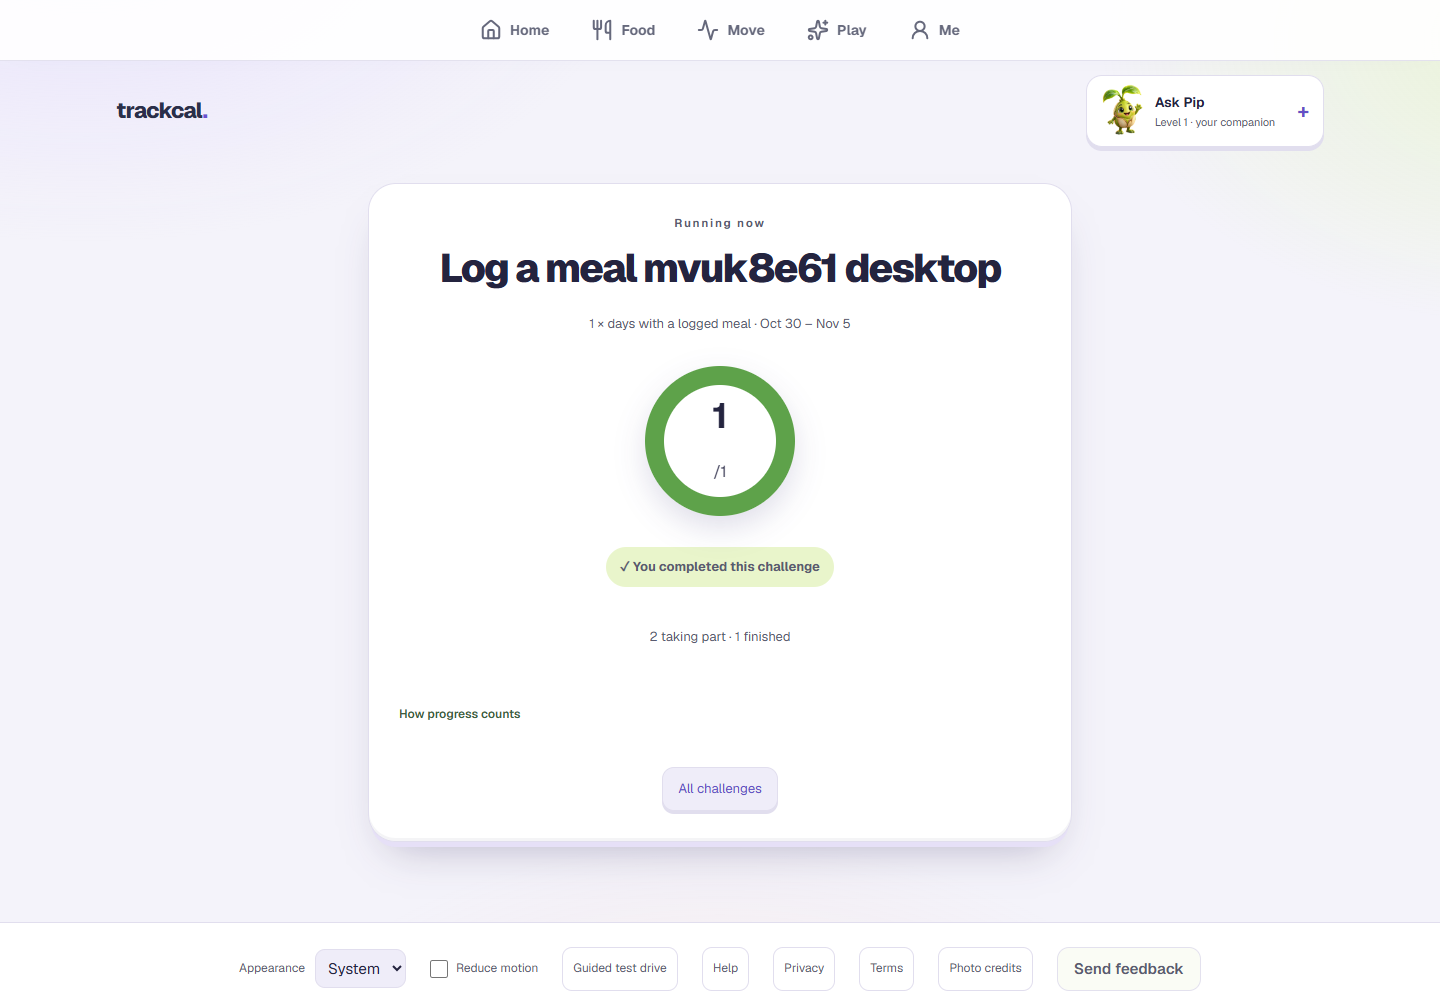 Home
Food
Move
Play
Me
trackcal.
Ask Pip
Level 1 · your companion
+
Running now
Log a meal mvuk8e61 desktop
1 × days with a logged meal · Oct 30 – Nov 5
1
/1
✓ You completed this challenge
2 taking part · 1 finished
How progress counts
All challenges
Appearance
System
Reduce motion
Guided test drive
Help
Privacy
Terms
Photo credits
Send feedback